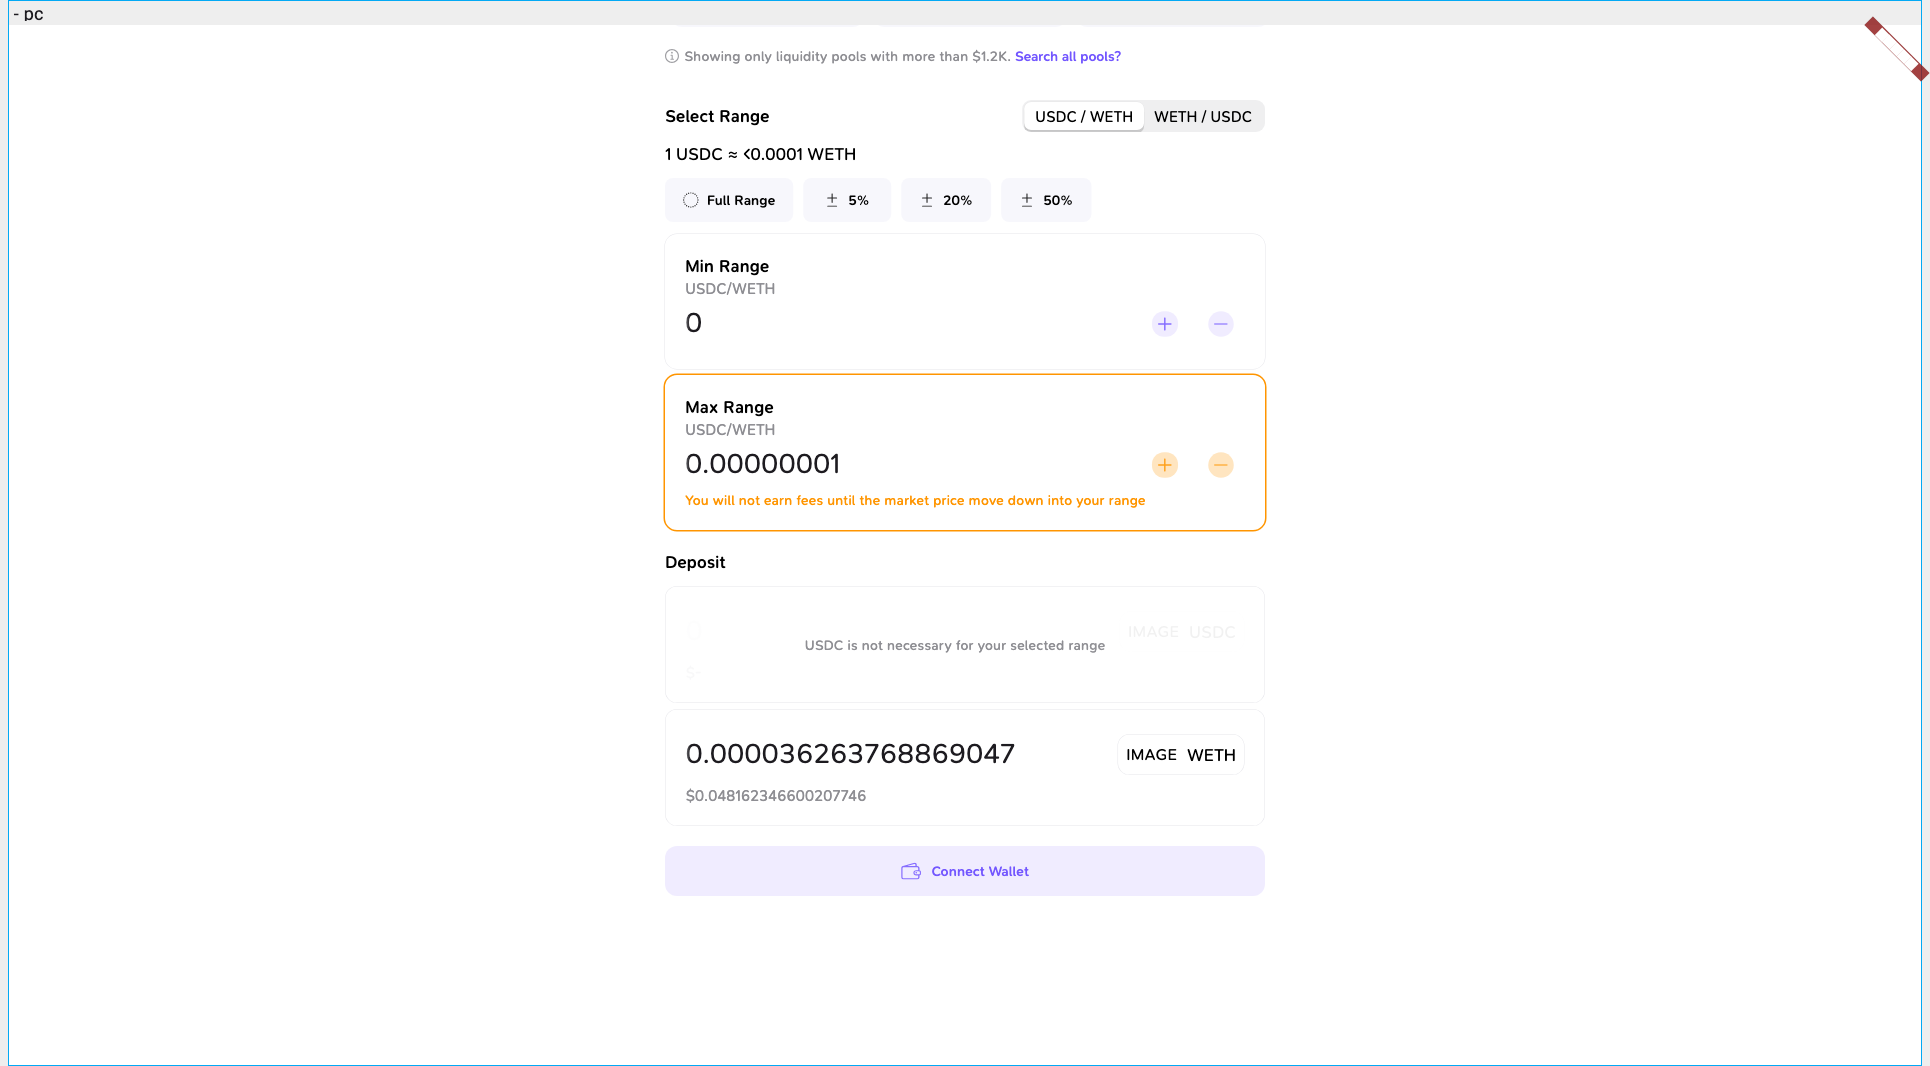 - pc
Showing only liquidity pools with more than $1.2K. Search all pools?
Select Range
USDC / WETH
WETH / USDC
1 USDC ≈ <0.0001 WETH
Full Range
± 5%
± 20%
± 50%
Min Range
USDC/WETH
0
Max Range
USDC/WETH
0.00000001
You will not earn fees until the market price move down into your range
Deposit
0
IMAGE USDC
USDC is not necessary for your selected range
$-
0.000036263768869047
IMAGE WETH
$0.048162346600207746
Connect Wallet